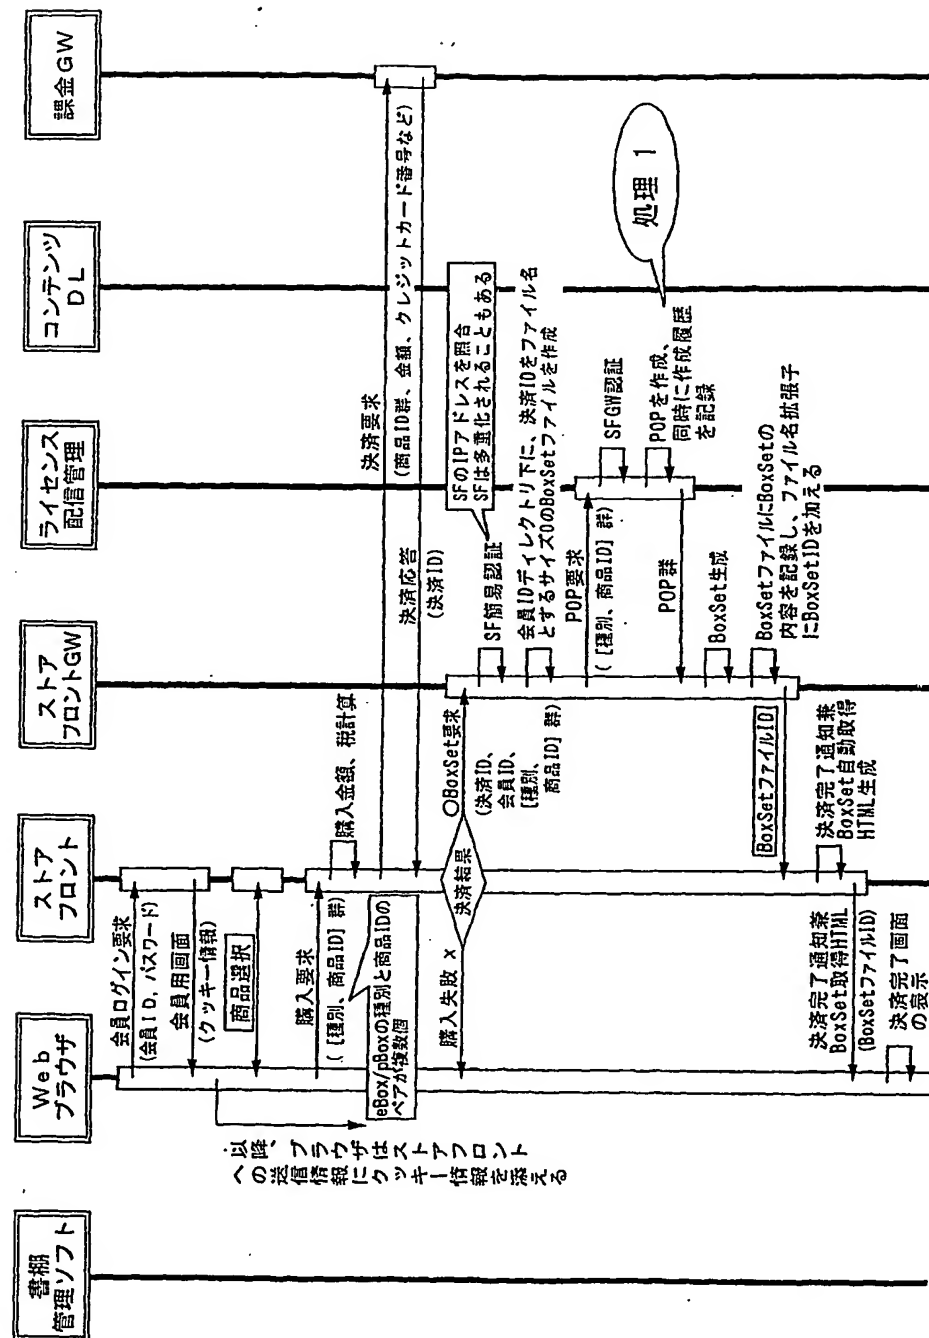 書棚
管理ソフト
Web
ブラウザ
ストア
フロント
ストア
フロントGW
ライセンス
配信管理
コンテンツ
DL
課金GW
会員ログイン要求
(会員ID,パスワード)
会員用画面
(クッキー情報)
以降、ブラウザはストアフロント
への送信情報にクッキー情報を添える
商品選択
購入要求
([種別、商品ID]群)
eBox/pBoxの種別と商品IDの
ペアが複数個
購入金額、税計算
決済要求
(商品ID群、金額、クレジットカード番号など)
決済応答
(決済ID)
決済結果
購入失敗 x
○BoxSet要求
(決済ID、
会員ID、
[種別、
商品ID]群)
SFのIPアドレスを照合
SFは多重化されることもある
SF簡易認証
会員IDディレクトリ下に、決済IDをファイル名
とするサイズ0のBoxSetファイルを作成
POP要求
([種別、商品ID]群)
SFGW認証
POPを作成、
同時に作成履歴
を記録
処理 1
POP群
BoxSet生成
BoxSetファイルにBoxSetの
内容を記録し、ファイル名拡張子
にBoxSetIDを加える
BoxSetファイルID
決済完了通知兼
BoxSet自動取得
HTML生成
決済完了通知兼
BoxSet取得HTML
(BoxSetファイルID)
決済完了画面
の表示